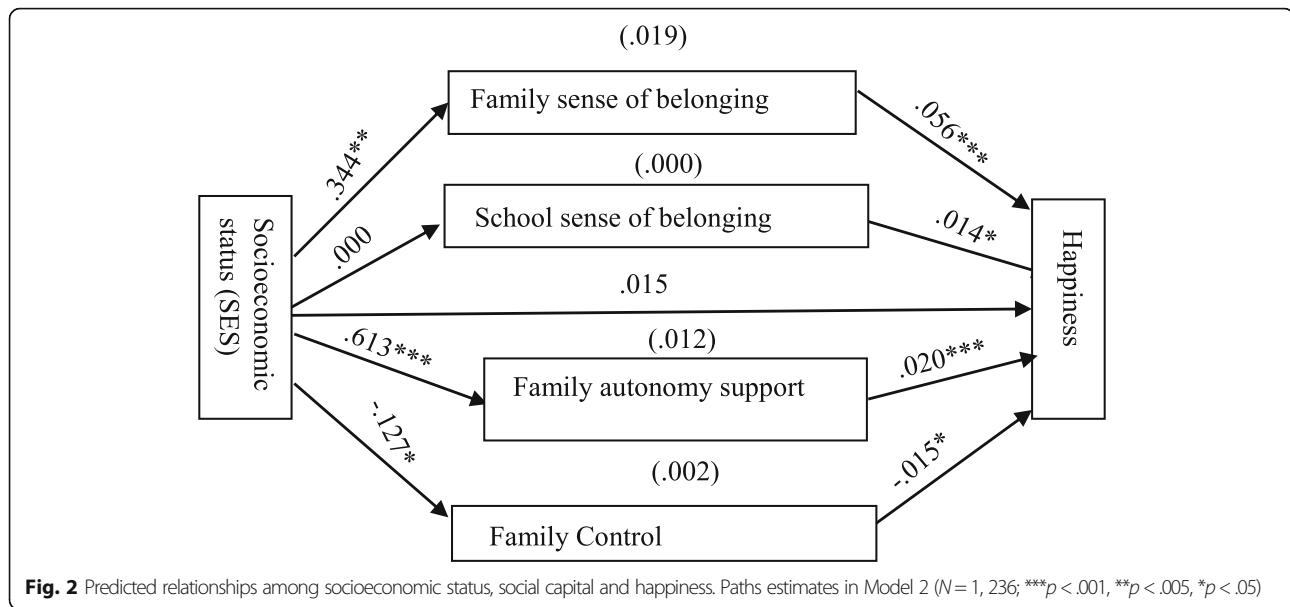 (.019)
Family sense of belonging
.344**
.056***
(.000)
School sense of belonging
.000
.014*
Socioeconomic
status (SES)
Happiness
.015
(.012)
.613***
Family autonomy support
.020***
-.127*
(.002)
-.015*
Family Control
Fig. 2 Predicted relationships among socioeconomic status, social capital and happiness. Paths estimates in Model 2 (N = 1, 236; ***p < .001, **p < .005, *p < .05)